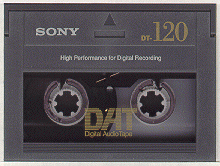 SONY DT-120
High Performance for Digital Recording
DAT
Digital Audio Tape